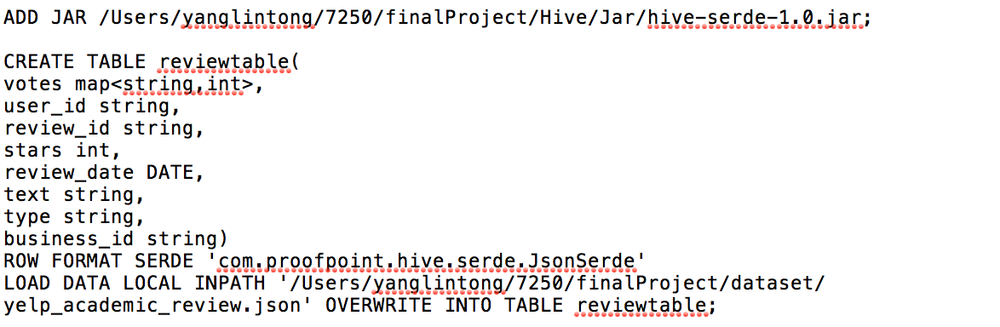 ADD JAR /Users/yanglintong/7250/finalProject/Hive/Jar/hive-serde-1.0.jar;
CREATE TABLE reviewtable(
votes map<string,int>,
user_id string,
review_id string,
stars int,
review_date DATE,
text string,
type string,
business_id string)
ROW FORMAT SERDE 'com.proofpoint.hive.serde.JsonSerde'
LOAD DATA LOCAL INPATH '/Users/yanglintong/7250/finalProject/dataset/
yelp_academic_review.json' OVERWRITE INTO TABLE reviewtable;